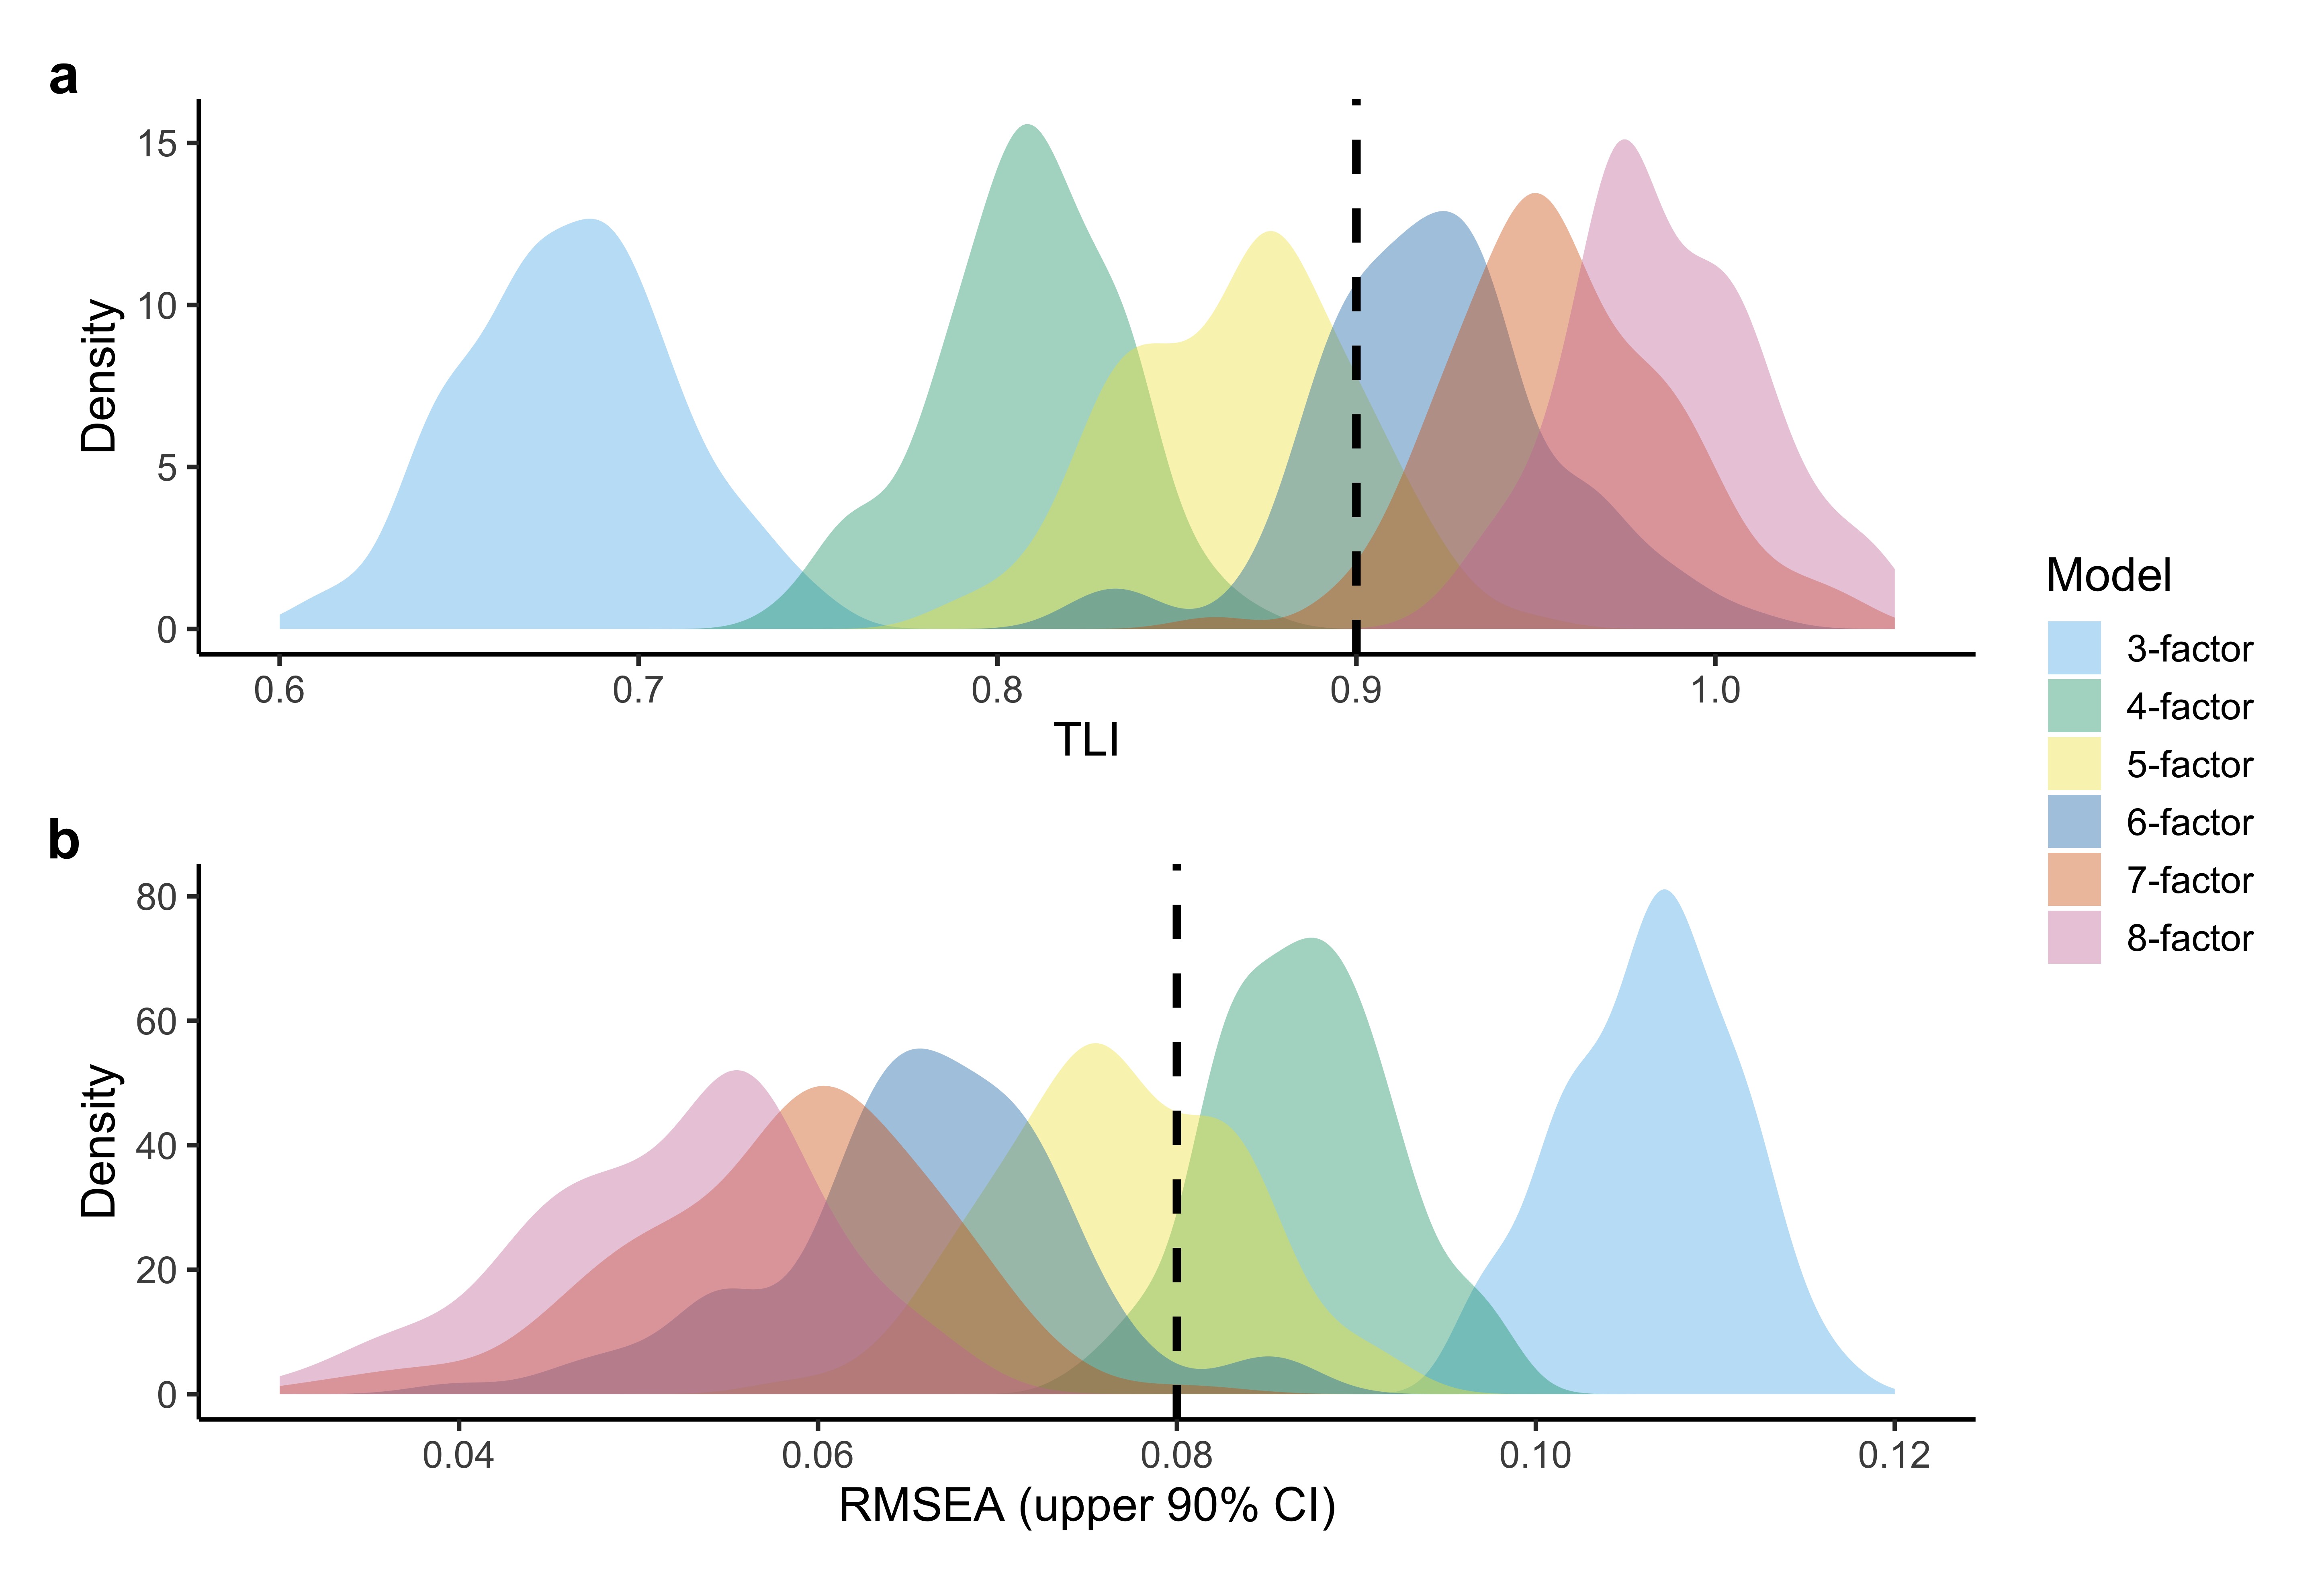 a
15
10
5
0
Density
0.6 0.7 0.8 0.9 1.0
TLI
Model
3-factor
4-factor
5-factor
6-factor
7-factor
8-factor
b
80
60
40
20
0
Density
0.04 0.06 0.08 0.10 0.12
RMSEA (upper 90% CI)